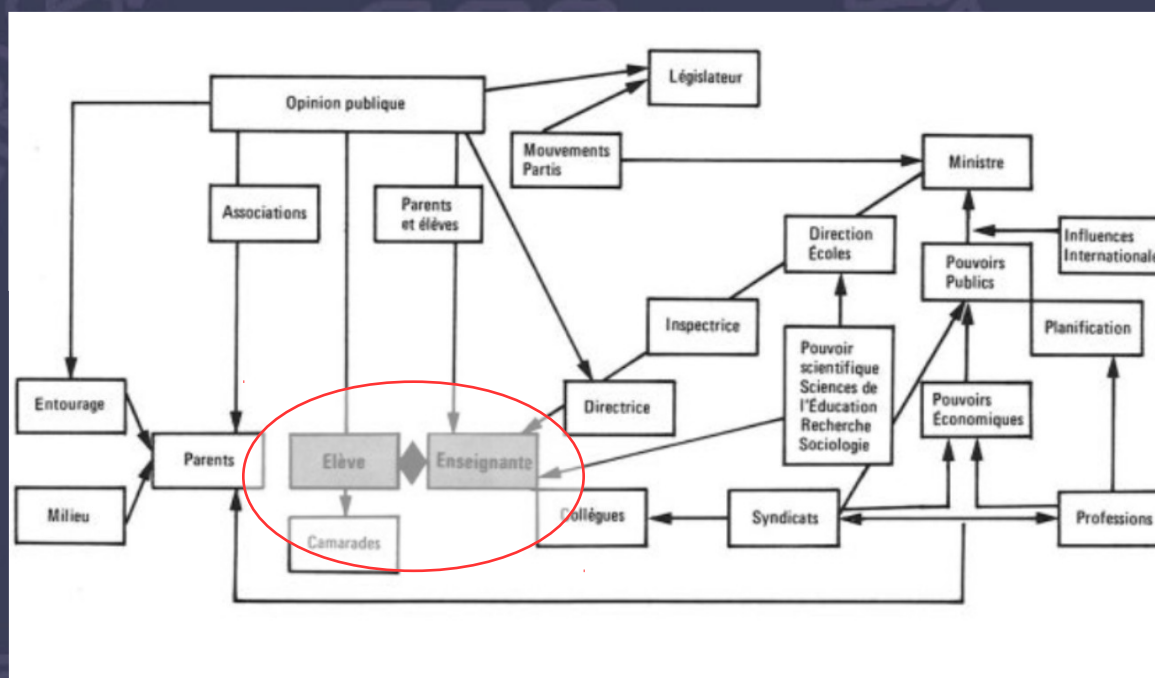 Législateur
Opinion publique
Mouvements
Partis
Ministre
Associations
Parents
et élèves
Direction
Écoles
Influences
Internationale
Pouvoirs
Publics
Inspectrice
Planification
Pouvoir
scientifique
Sciences de
l'Éducation
Recherche
Sociologie
Entourage
Directrice
Pouvoirs
Économiques
Parents
Elève
Enseignante
Milieu
Camarades
Collègues
Syndicats
Professions